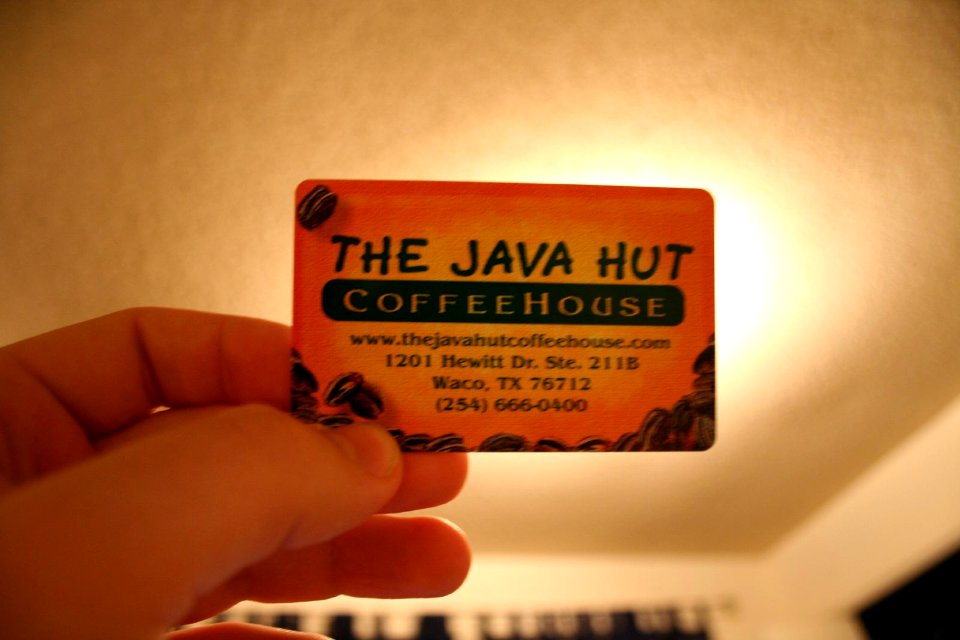 THE JAVA HUT
COFFEEHOUSE
www.thejavahutcoffeehouse.com
1201 Hewitt Dr. Ste. 211B
Waco, TX 76712
(254) 666-0400